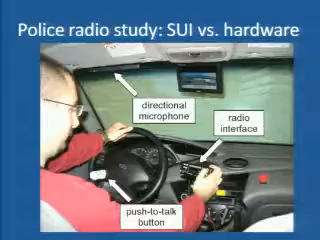 Police radio study: SUI vs. hardware
directional
microphone
radio
interface
push-to-talk
button